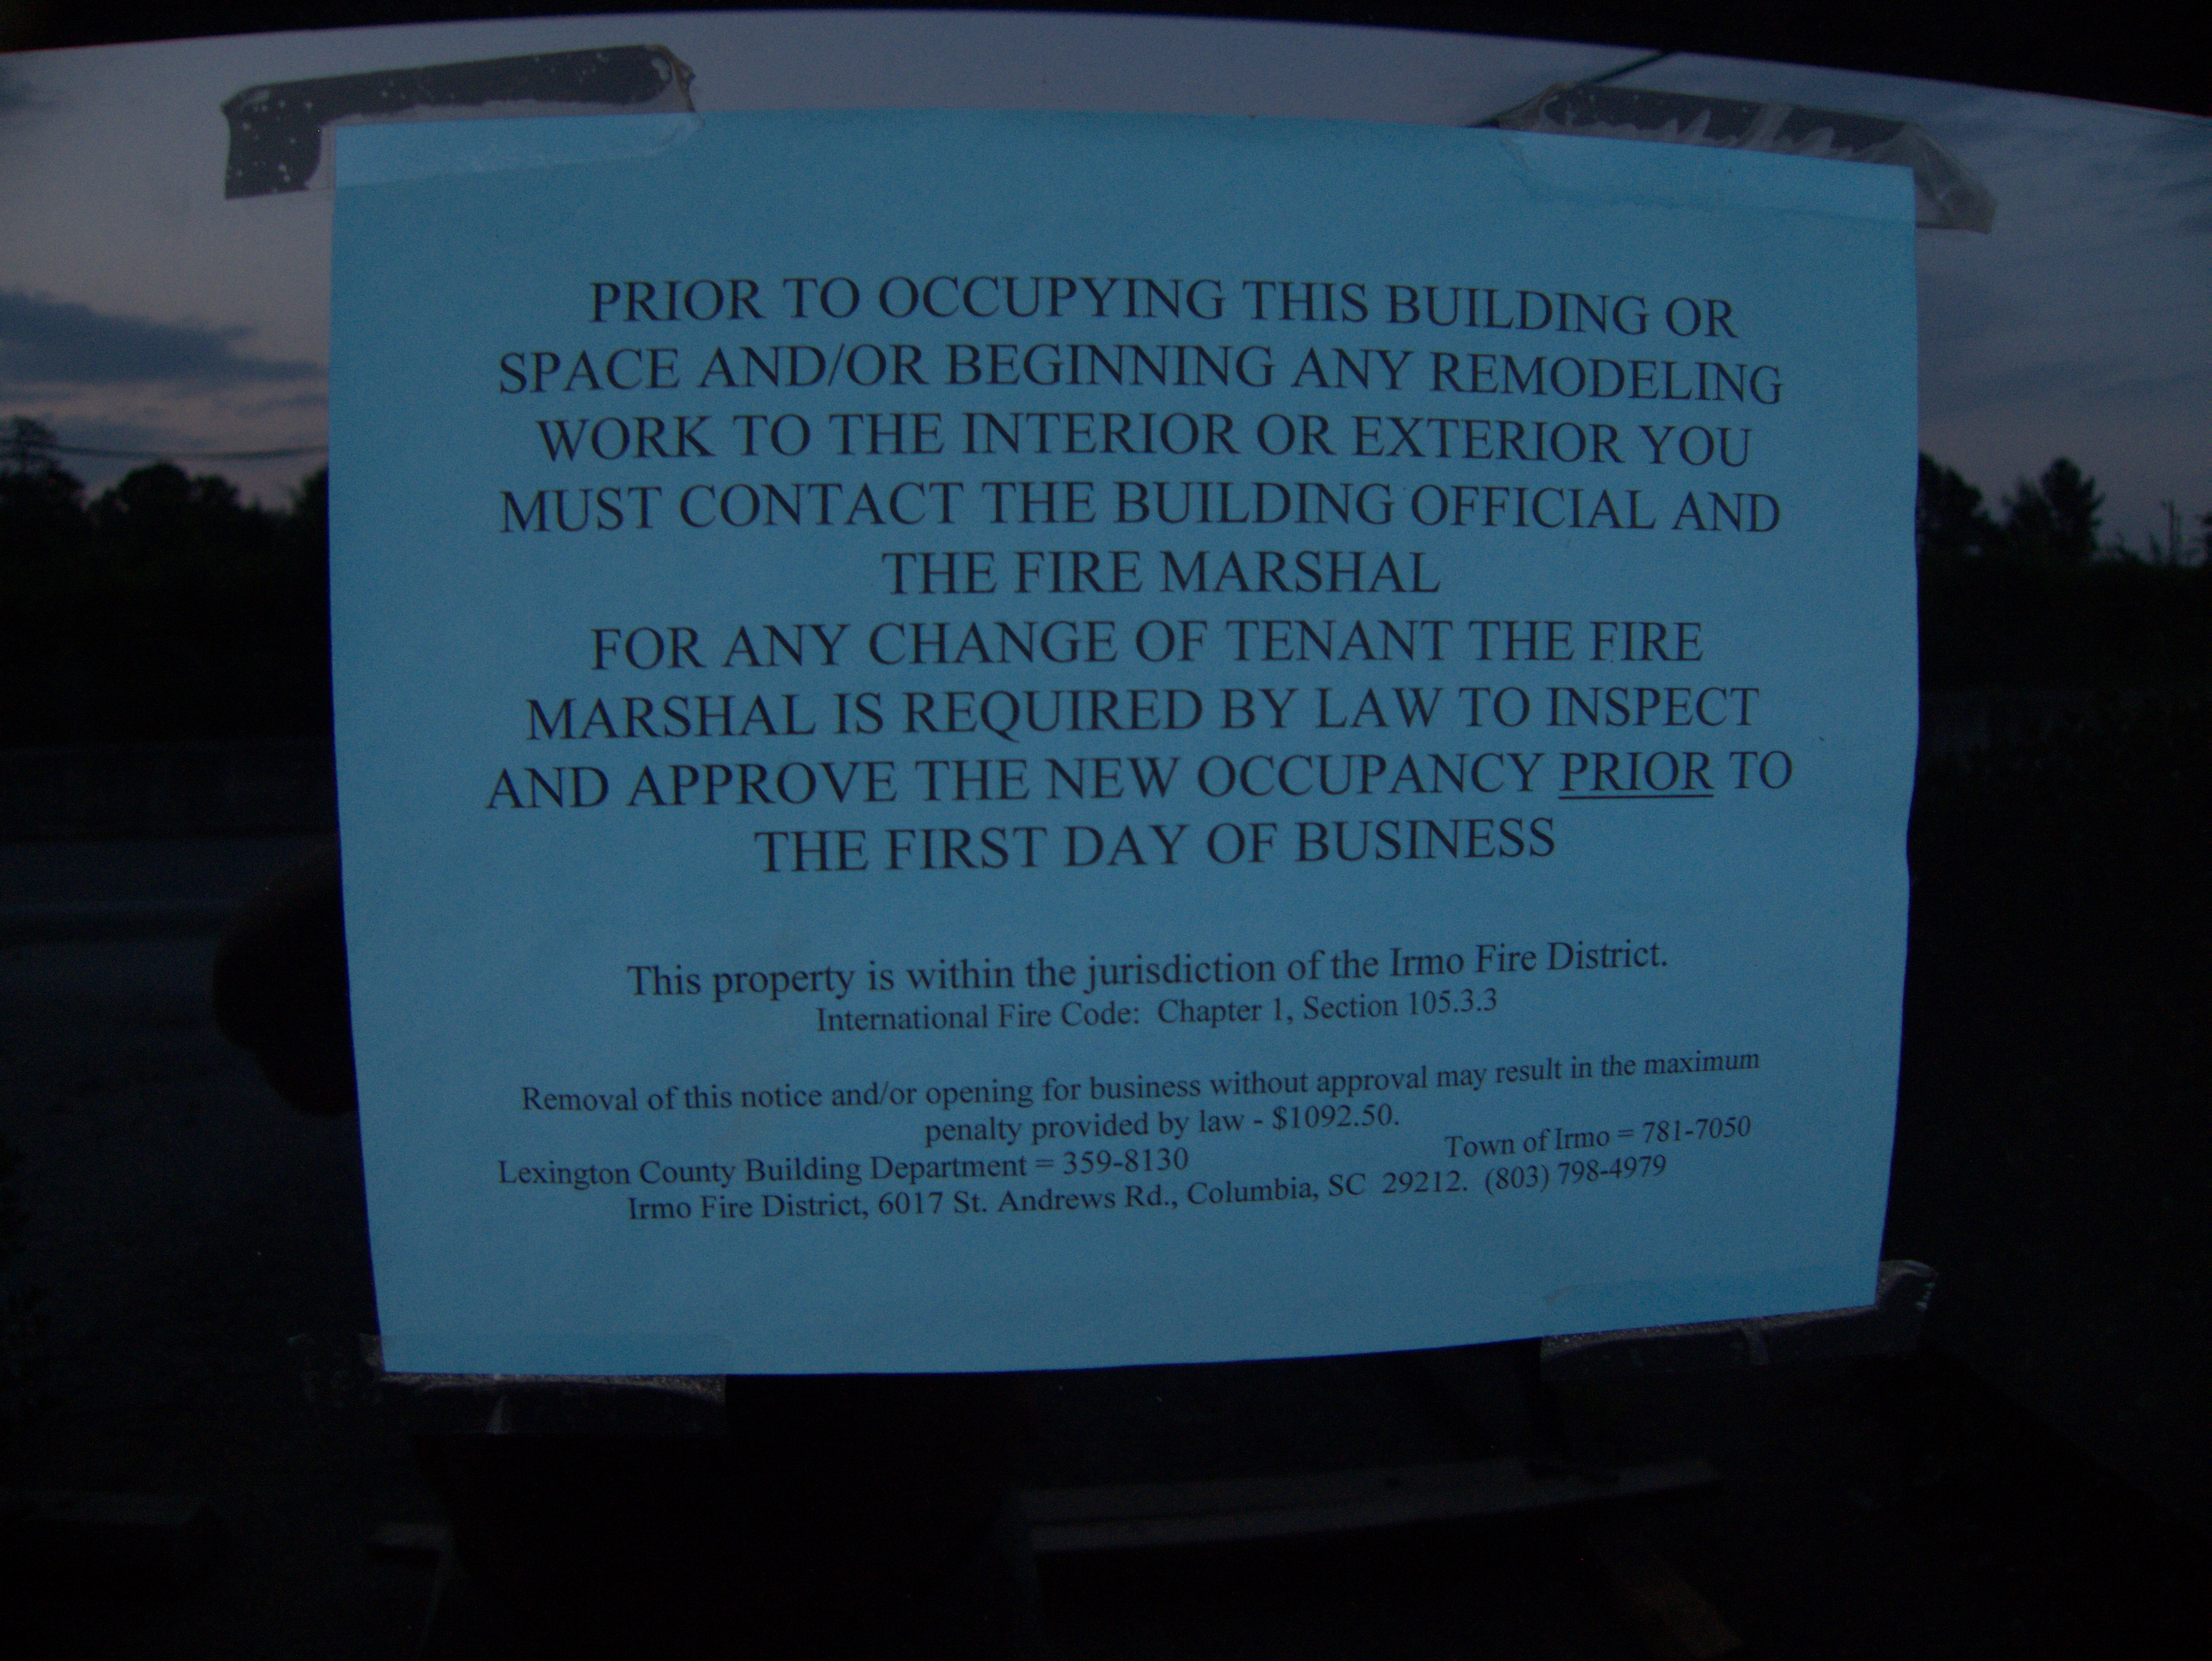 PRIOR TO OCCUPYING THIS BUILDING OR
SPACE AND/OR BEGINNING ANY REMODELING
WORK TO THE INTERIOR OR EXTERIOR YOU
MUST CONTACT THE BUILDING OFFICIAL AND
THE FIRE MARSHAL
FOR ANY CHANGE OF TENANT THE FIRE
MARSHAL IS REQUIRED BY LAW TO INSPECT
AND APPROVE THE NEW OCCUPANCY PRIOR TO
THE FIRST DAY OF BUSINESS
This property is within the jurisdiction of the Irmo Fire District.
International Fire Code: Chapter 1, Section 105.3.3
Removal of this notice and/or opening for business without approval may result in the maximum
penalty provided by law - $1092.50.
Lexington County Building Department = 359-8130 Town of Irmo = 781-7050
Irmo Fire District, 6017 St. Andrews Rd., Columbia, SC 29212. (803) 798-4979